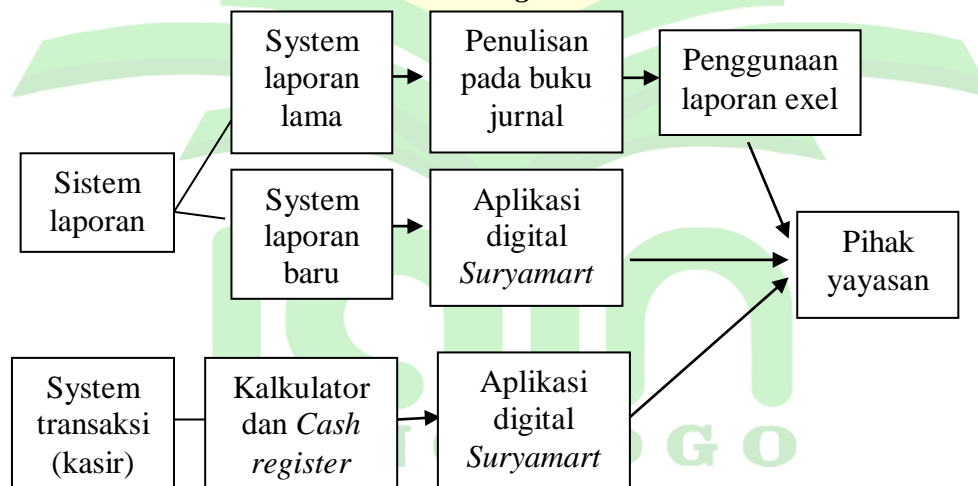 System
laporan
lama
Penulisan
pada buku
jurnal
Penggunaan
laporan exel
Sistem
laporan
System
laporan
baru
Aplikasi
digital
Suryamart
Pihak
yayasan
System
transaksi
(kasir)
Kalkulator
dan Cash
register
Aplikasi
digital
Suryamart
G O